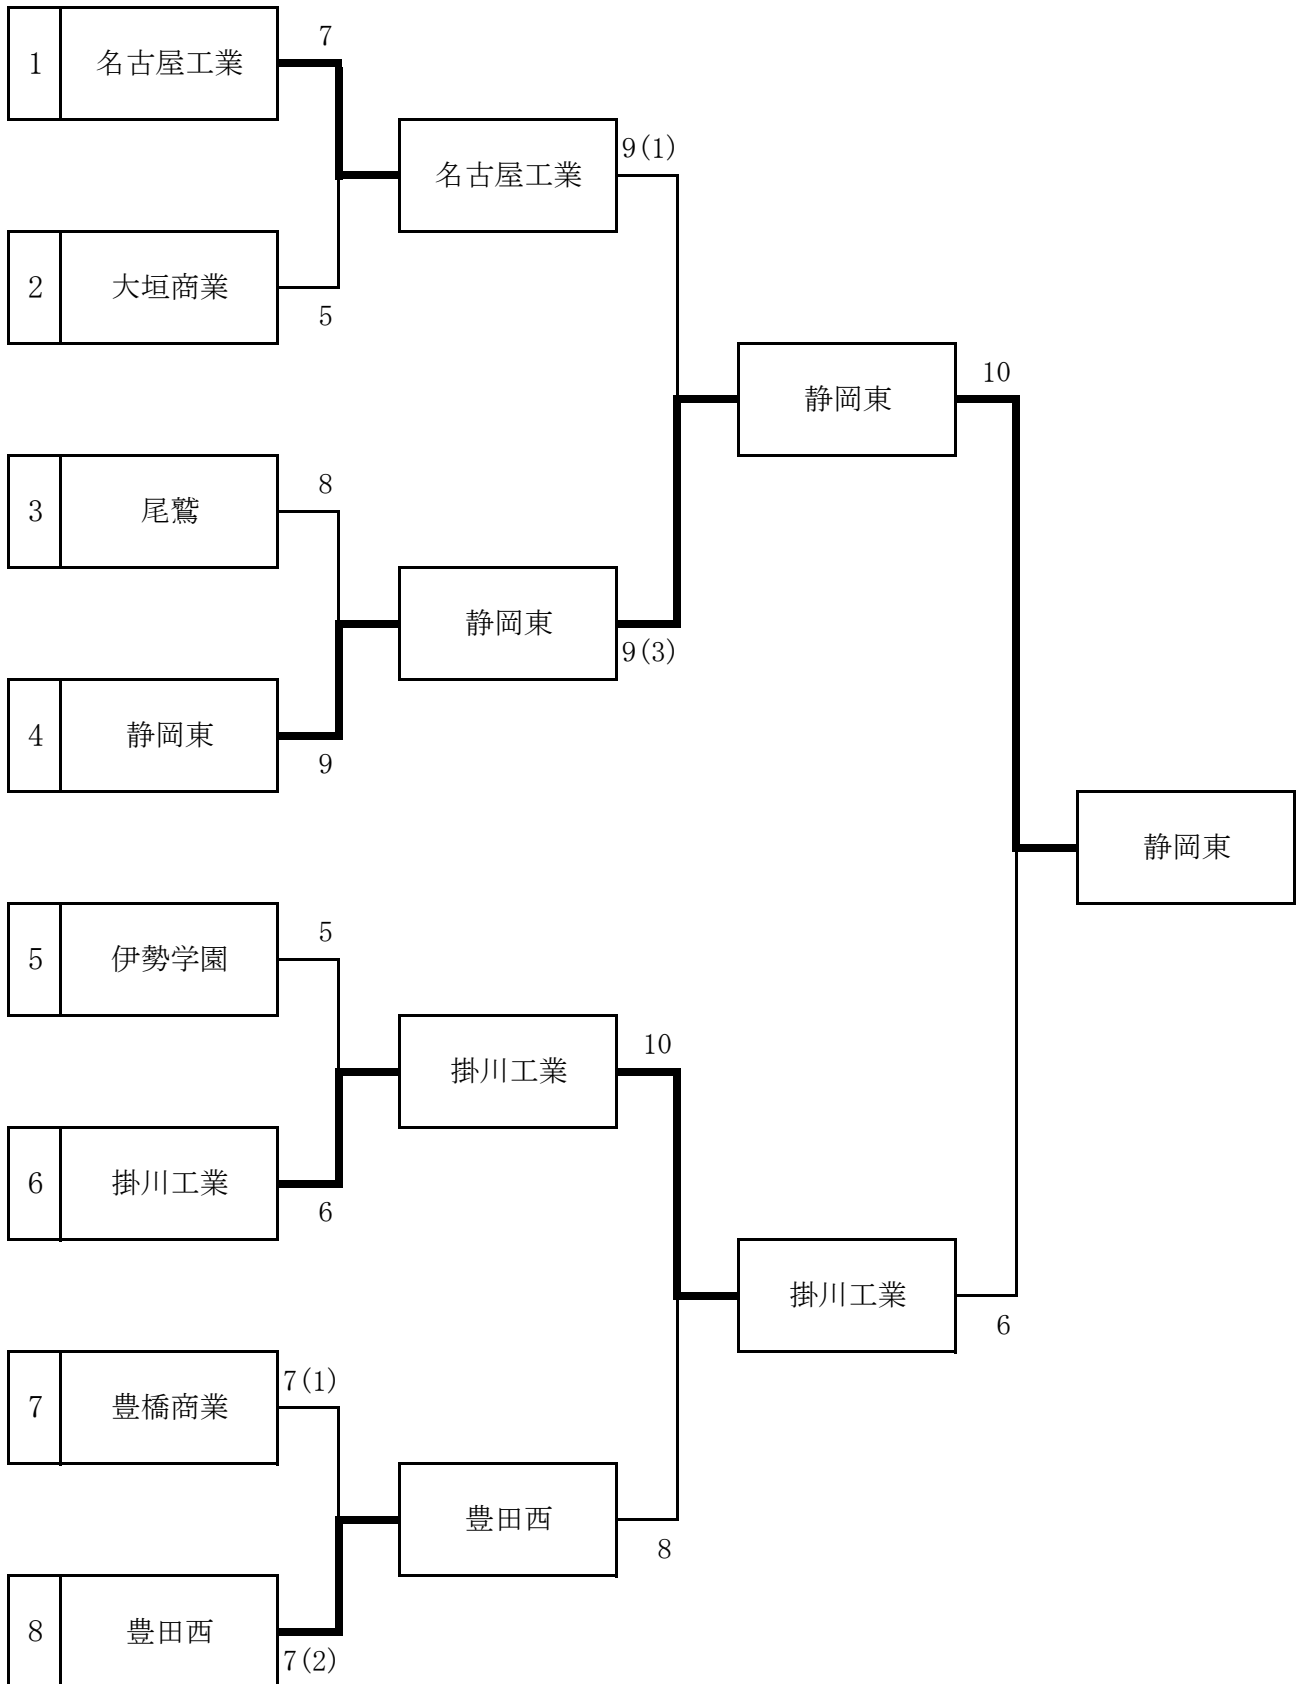 7
1 名古屋工業
9(1)
名古屋工業
2 大垣商業
5
10
静岡東
8
3 尾鷲
静岡東
9(3)
4 静岡東
9
静岡東
5
5 伊勢学園
10
掛川工業
6 掛川工業
6
掛川工業
6
7(1)
7 豊橋商業
豊田西
8
8 豊田西
7(2)